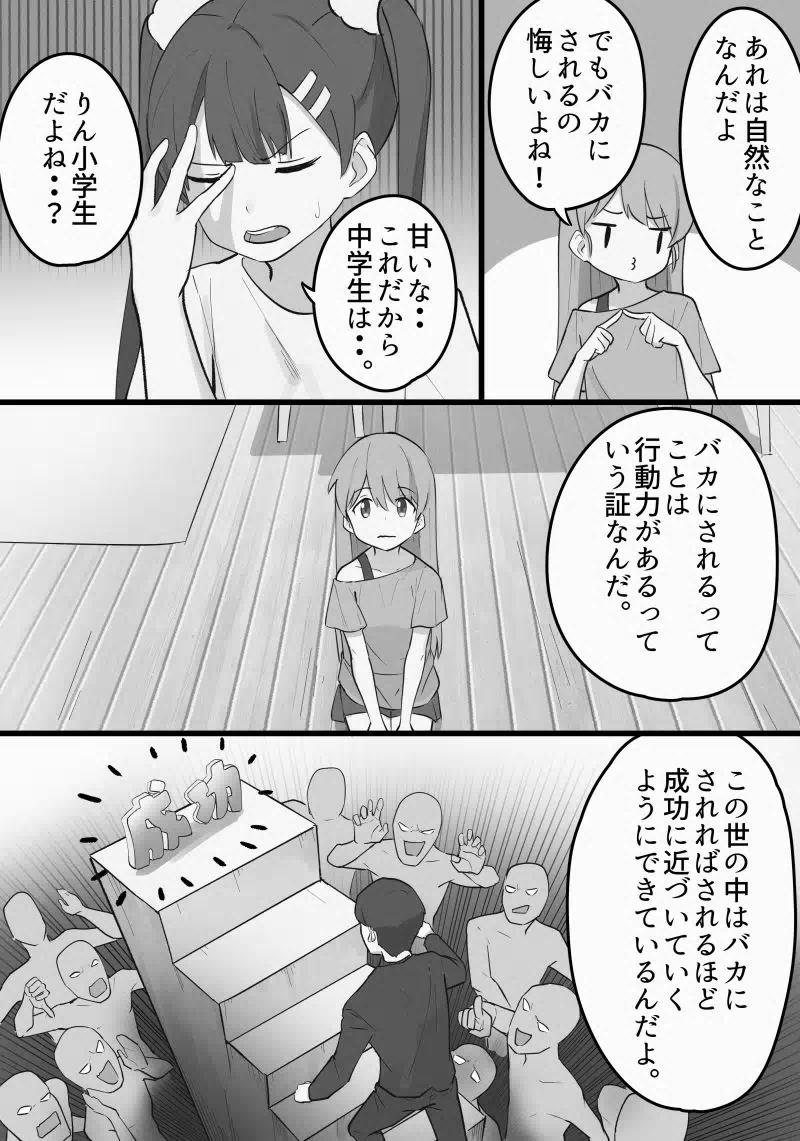 あれは自然なこと
なんだよ
でもバカに
されるの
悔しいよね！
甘いな・・
これだから
中学生は・・。
りん小学生
だよね・・？
バカにされるって
ことは
行動力があるって
いう証なんだ。
この世の中はバカに
されればされるほど
成功に近づいていく
ようにできているんだよ。
成功